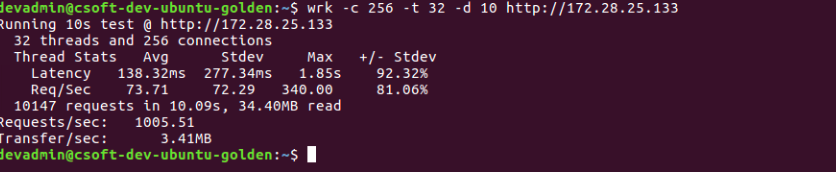 devadmin@csoft-dev-ubuntu-golden:~$ wrk -c 256 -t 32 -d 10 http://172.28.25.133
Running 10s test @ http://172.28.25.133
  32 threads and 256 connections
  Thread Stats   Avg      Stdev     Max   +/- Stdev
    Latency   138.32ms  277.34ms   1.85s    92.32%
    Req/Sec    73.71     72.29   340.00     81.06%
  10147 requests in 10.09s, 34.40MB read
Requests/sec:   1005.51
Transfer/sec:      3.41MB
devadmin@csoft-dev-ubuntu-golden:~$